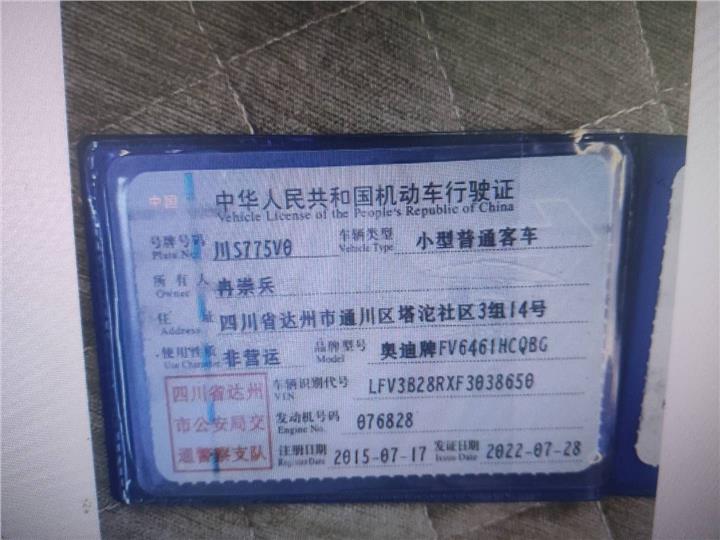 中国
中华人民共和国机动车行驶证
Vehicle License of the People's Republic of China
号牌号码 川S775V0 车辆类型 小型普通客车
Plate No. Vehicle Type
所有人 冉崇兵
Owner
住址 四川省达州市通川区塔沱社区3组14号
Address
使用性质 非营运 品牌型号 奥迪牌FV6461HCQBG
Use Character Model
四川省达州
市公安局交
通警察支队
车辆识别代号 LFV3B28RXF3038650
VIN
发动机号码 076828
Engine No.
注册日期 2015-07-17 发证日期 2022-07-28
Register Date Issue Date